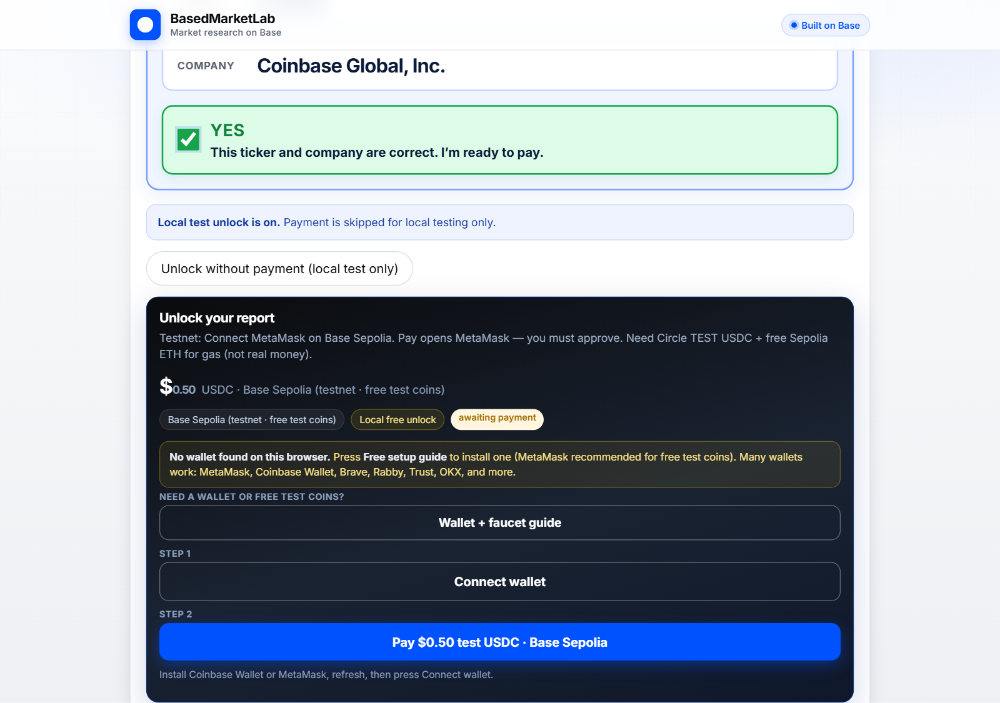 BasedMarketLab
Market research on Base
Built on Base
COMPANY
Coinbase Global, Inc.
YES
This ticker and company are correct. I’m ready to pay.
Local test unlock is on. Payment is skipped for local testing only.
Unlock without payment (local test only)
Unlock your report
Testnet: Connect MetaMask on Base Sepolia. Pay opens MetaMask — you must approve. Need Circle TEST USDC + free Sepolia
ETH for gas (not real money).
$0.50 USDC · Base Sepolia (testnet · free test coins)
Base Sepolia (testnet · free test coins)
Local free unlock
awaiting payment
No wallet found on this browser. Press Free setup guide to install one (MetaMask recommended for free test coins). Many wallets
work: MetaMask, Coinbase Wallet, Brave, Rabby, Trust, OKX, and more.
NEED A WALLET OR FREE TEST COINS?
Wallet + faucet guide
STEP 1
Connect wallet
STEP 2
Pay $0.50 test USDC · Base Sepolia
Install Coinbase Wallet or MetaMask, refresh, then press Connect wallet.